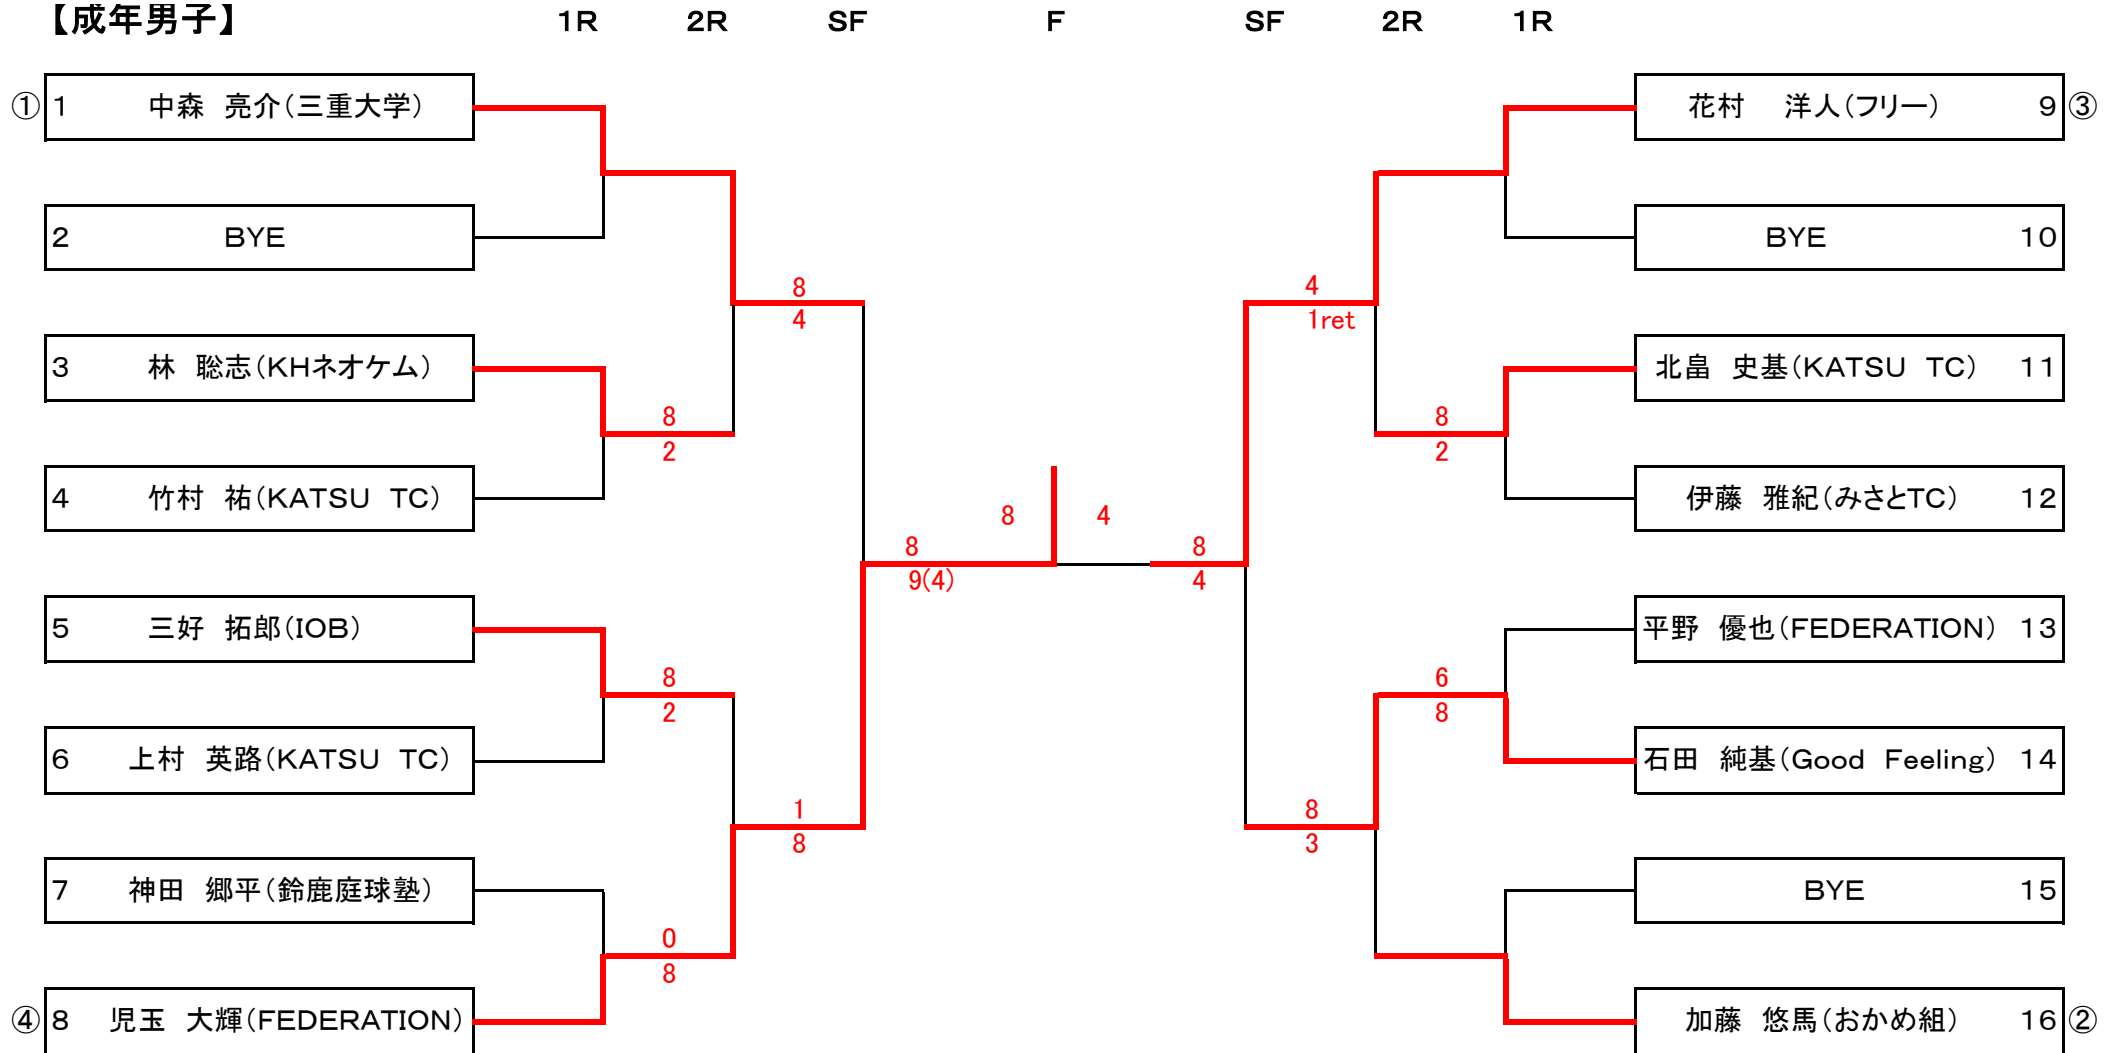 【成年男子】 1R 2R SF F SF 2R 1R
① 1 中森 亮介(三重大学)
花村 洋人(フリー) 9 ③
2 BYE
BYE 10
8
4
4
1ret
3 林 聡志(KHネオケム)
北畠 史基(KATSU TC) 11
8
2
8
2
4 竹村 祐(KATSU TC)
伊藤 雅紀(みさとTC) 12
8 4
8
9(4)
8
4
5 三好 拓郎(IOB)
平野 優也(FEDERATION) 13
8
2
6
8
6 上村 英路(KATSU TC)
石田 純基(Good Feeling) 14
1
8
8
3
7 神田 郷平(鈴鹿庭球塾)
BYE 15
0
8
④ 8 児玉 大輝(FEDERATION)
加藤 悠馬(おかめ組) 16 ②